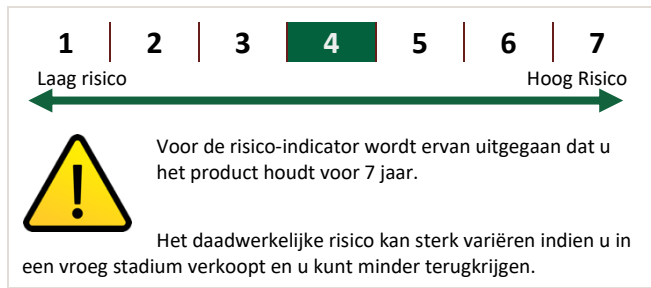 1 2 3 4 5 6 7
Laag risico Hoog Risico
Voor de risico-indicator wordt ervan uitgegaan dat u
het product houdt voor 7 jaar.
Het daadwerkelijke risico kan sterk variëren indien u in
een vroeg stadium verkoopt en u kunt minder terugkrijgen.